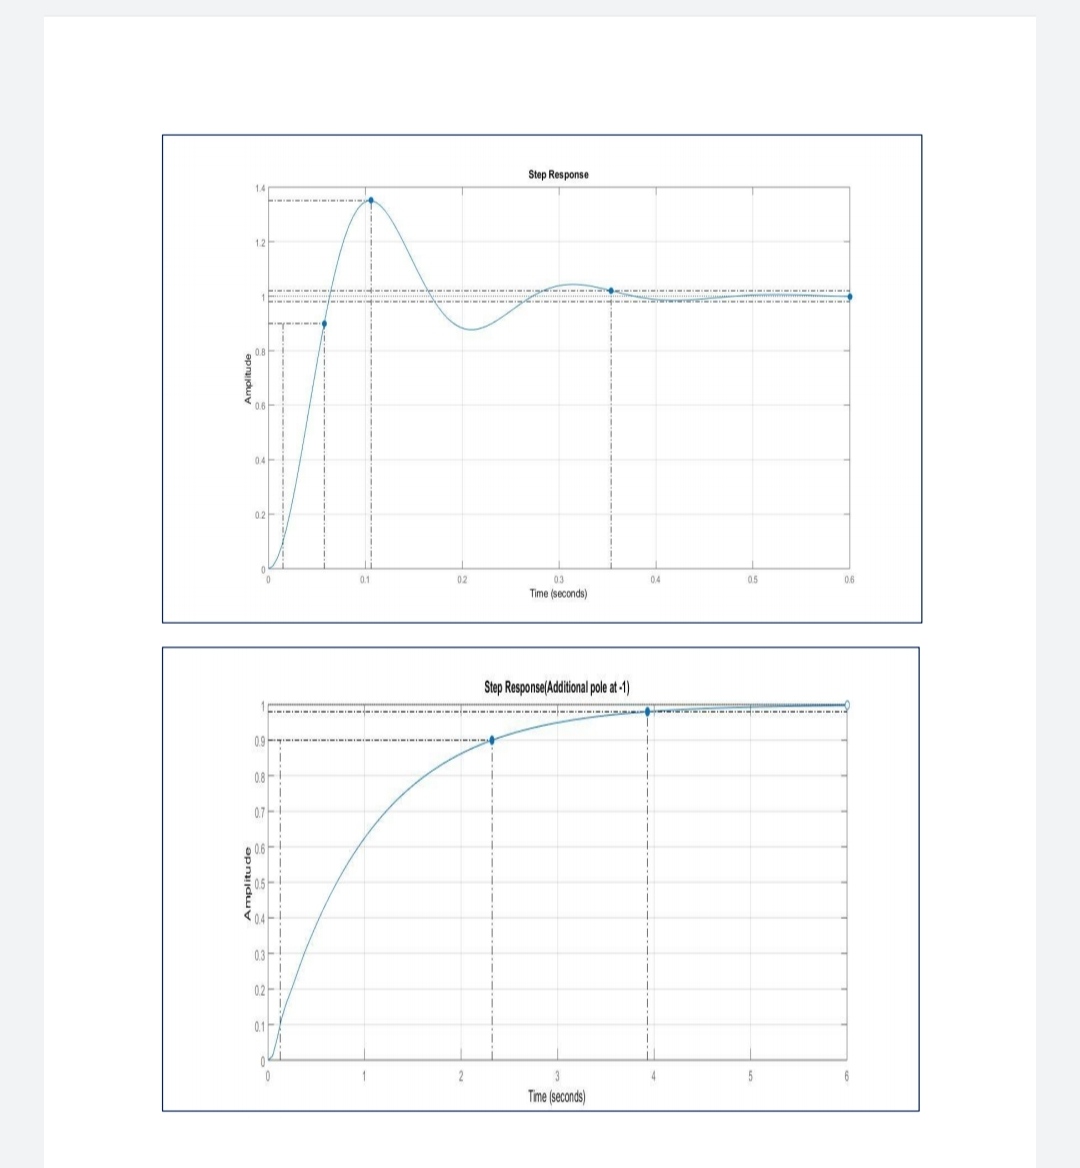 Step Response
1.4
1.2
1
0.8
0.6
0.4
0.2
0
Amplitude
0 0.1 0.2 0.3 0.4 0.5 0.6
Time (seconds)
Step Response(Additional pole at -1)
1
0.9
0.8
0.7
0.6
0.5
0.4
0.3
0.2
0.1
0
Amplitude
0 1 2 3 4 5 6
Time (seconds)